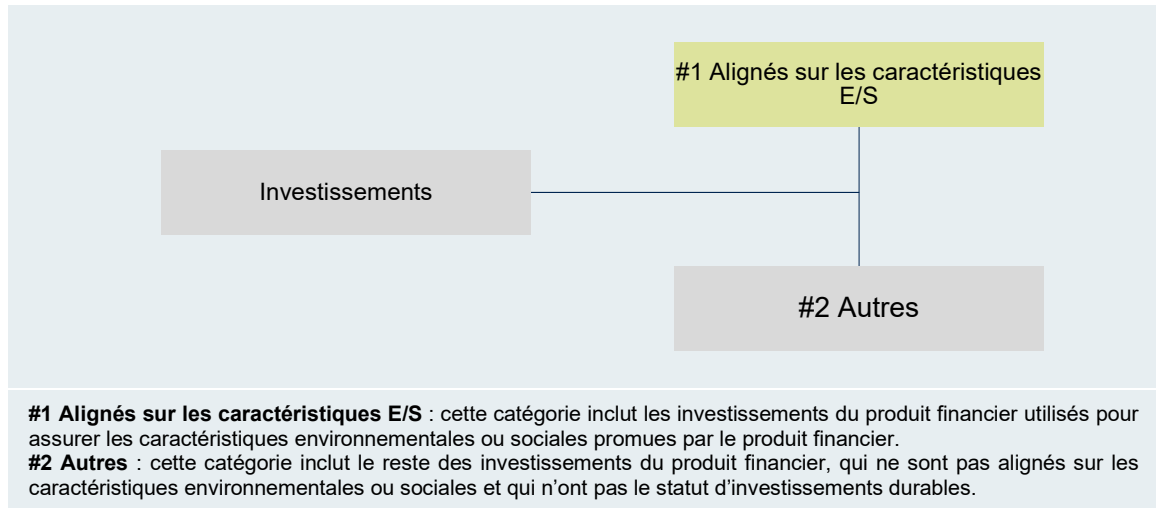 #1 Alignés sur les caractéristiques
E/S
Investissements
#2 Autres
#1 Alignés sur les caractéristiques E/S : cette catégorie inclut les investissements du produit financier utilisés pour
assurer les caractéristiques environnementales ou sociales promues par le produit financier.
#2 Autres : cette catégorie inclut le reste des investissements du produit financier, qui ne sont pas alignés sur les
caractéristiques environnementales ou sociales et qui n’ont pas le statut d’investissements durables.